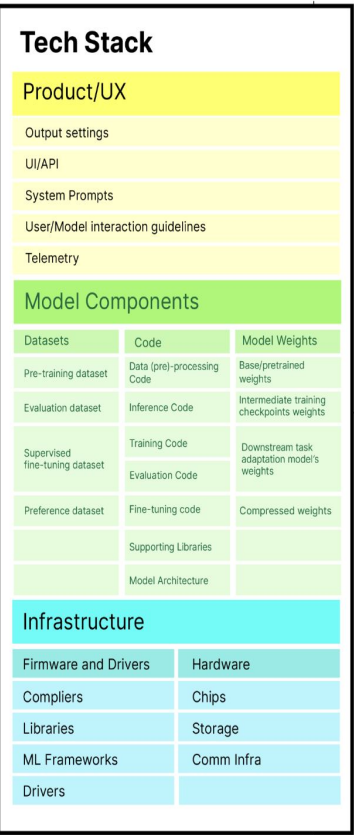 Tech Stack
Product/UX
Output settings
UI/API
System Prompts
User/Model interaction guidelines
Telemetry
Model Components
Datasets
Code
Model Weights
Pre-training dataset
Data (pre)-processing
Code
Base/pretrained
weights
Evaluation dataset
Inference Code
Intermediate training
checkpoints weights
Supervised
fine-tuning dataset
Training Code
Evaluation Code
Downstream task
adaptation model's
weights
Preference dataset
Fine-tuning code
Compressed weights
Supporting Libraries
Model Architecture
Infrastructure
Firmware and Drivers
Hardware
Compliers
Chips
Libraries
Storage
ML Frameworks
Comm Infra
Drivers